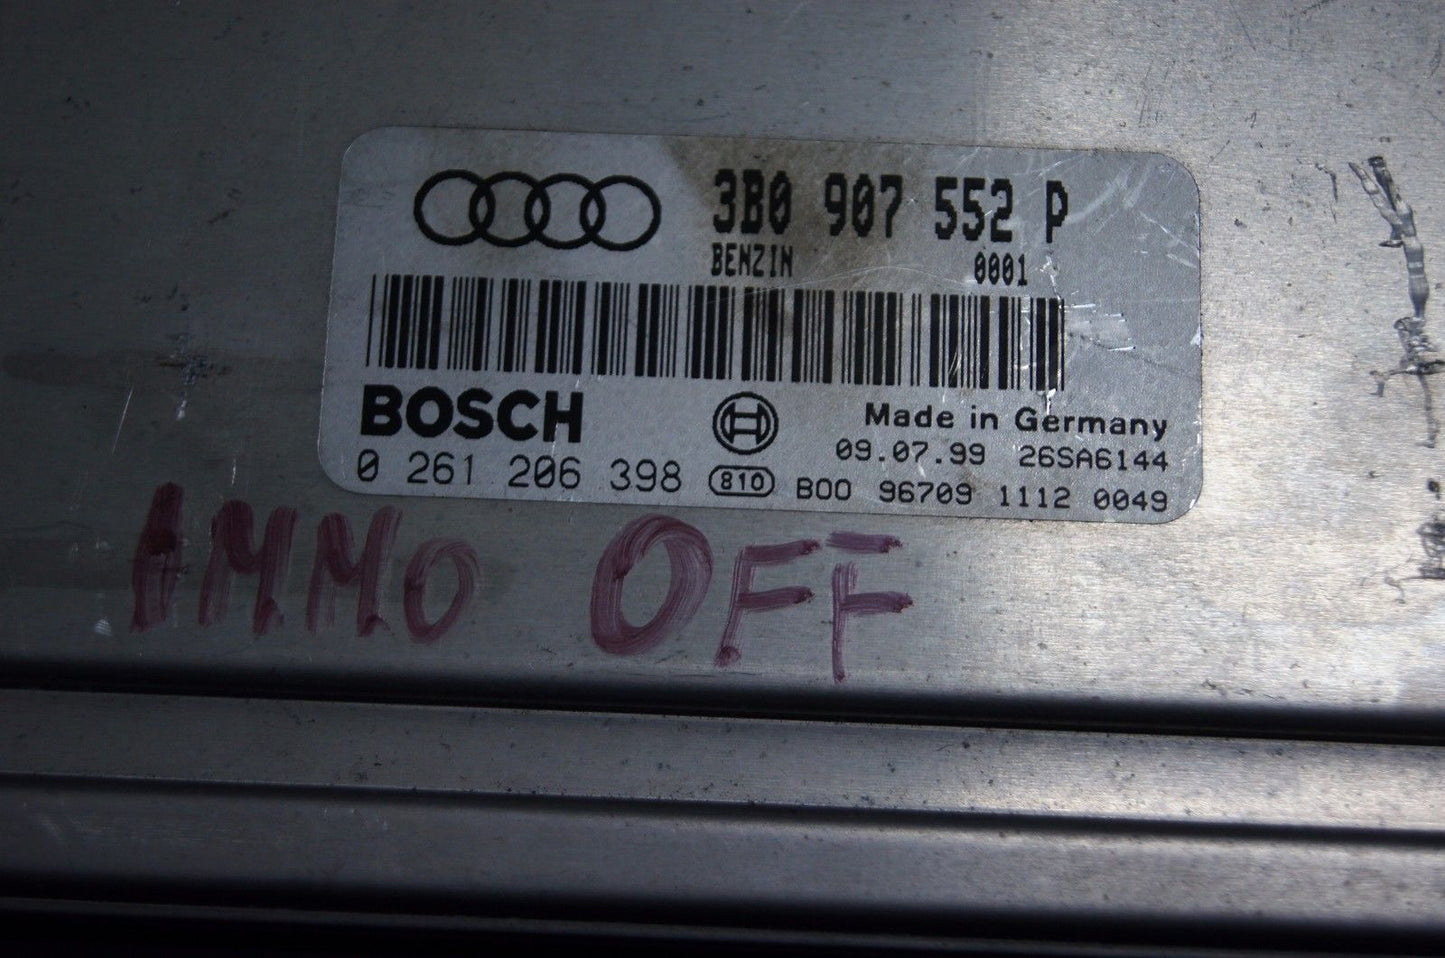 3B0 907 552 P
BENZIN 0001
BOSCH
Made in Germany
09.07.99 26SA6144
0 261 206 398
810 B00 96709 1112 0049
IMMO OFF